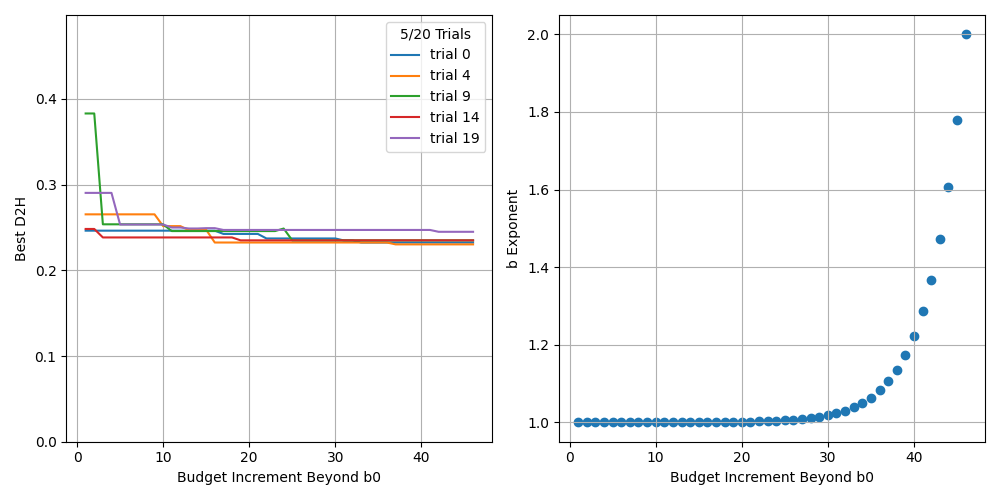 5/20 Trials
trial 0
trial 4
trial 9
trial 14
trial 19
0.4
0.3
0.2
0.1
0.0
Best D2H
0 10 20 30 40
Budget Increment Beyond b0
2.0
1.8
1.6
1.4
1.2
1.0
b Exponent
0 10 20 30 40
Budget Increment Beyond b0